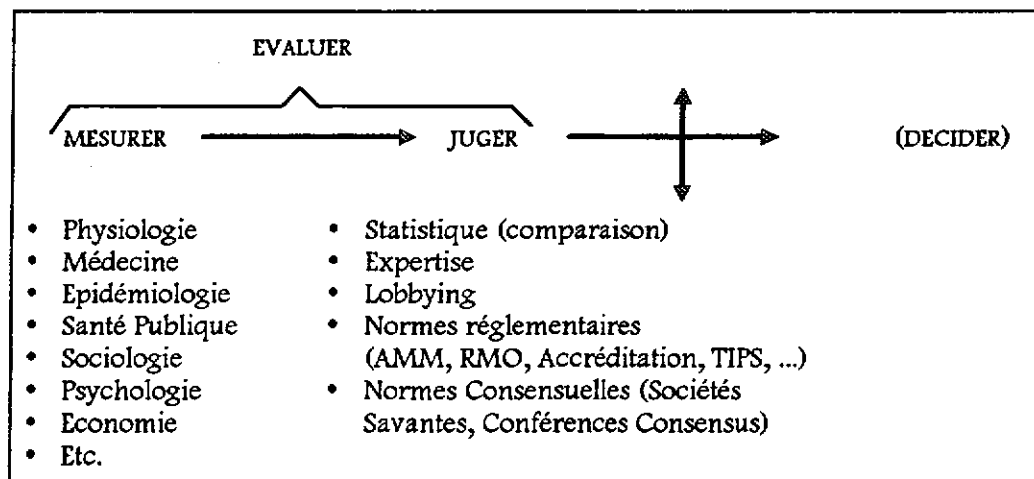 EVALUER
MESURER JUGER (DECIDER)
• Physiologie
• Médecine
• Epidémiologie
• Santé Publique
• Sociologie
• Psychologie
• Economie
• Etc.
• Statistique (comparaison)
• Expertise
• Lobbying
• Normes réglementaires
(AMM, RMO, Accréditation, TIPS, ...)
• Normes Consensuelles (Sociétés
Savantes, Conférences Consensus)